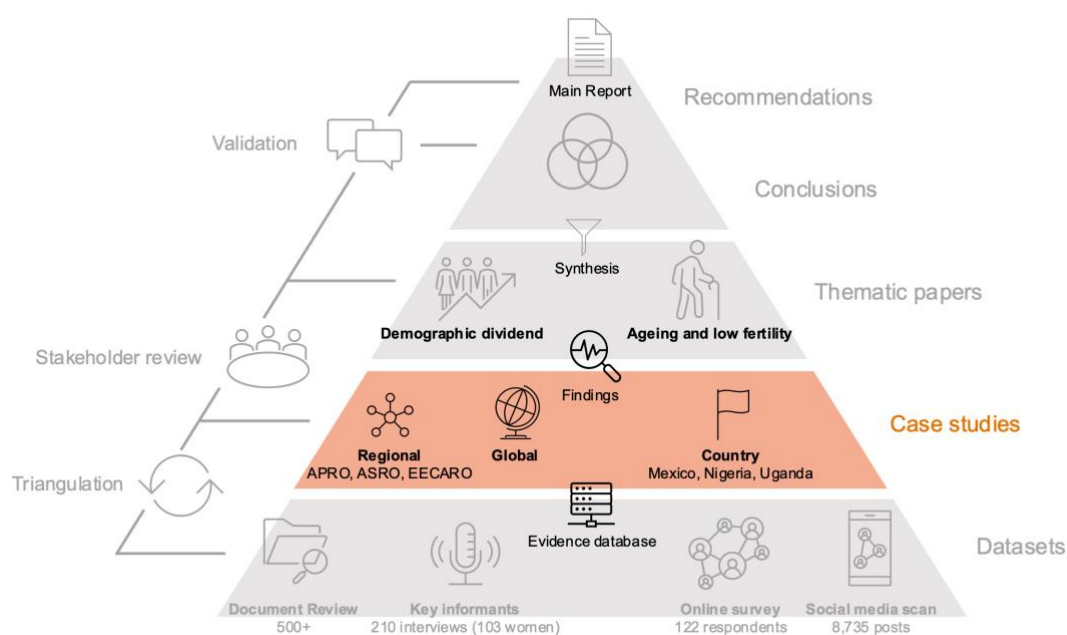 Main Report
Recommendations
Validation
Conclusions
Synthesis
Thematic papers
Demographic dividend
Ageing and low fertility
Stakeholder review
Findings
Case studies
Regional
APRO, ASRO, EECARO
Global
Country
Mexico, Nigeria, Uganda
Triangulation
Evidence database
Datasets
Document Review
500+
Key informants
210 interviews (103 women)
Online survey
122 respondents
Social media scan
8,735 posts